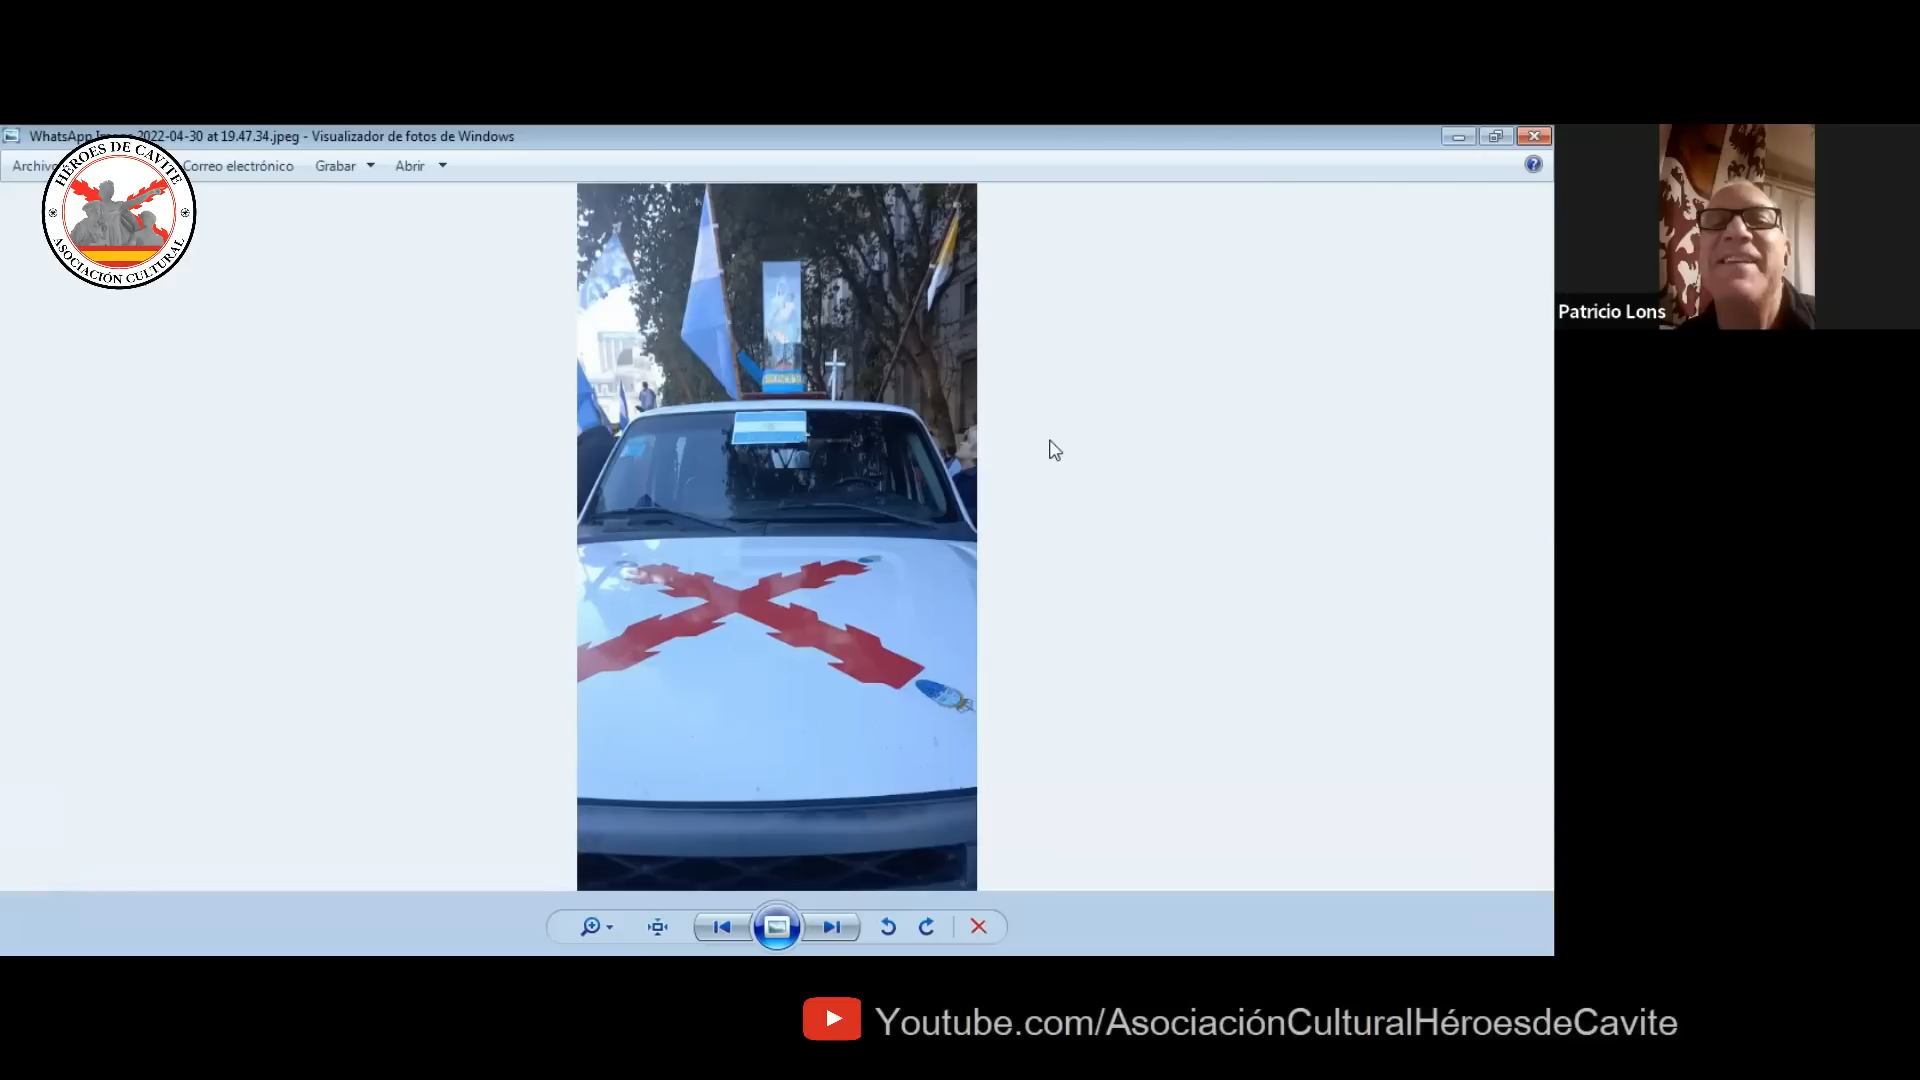 WhatsApp Image 2022-04-30 at 19.47.34.jpeg - Visualizador de fotos de Windows
Archivo
Correo electrónico
Grabar
Abrir
HÉROES DE CAVITE
ASOCIACIÓN CULTURAL
Patricio Lons
Youtube.com/AsociaciónCulturalHéroesdeCavite